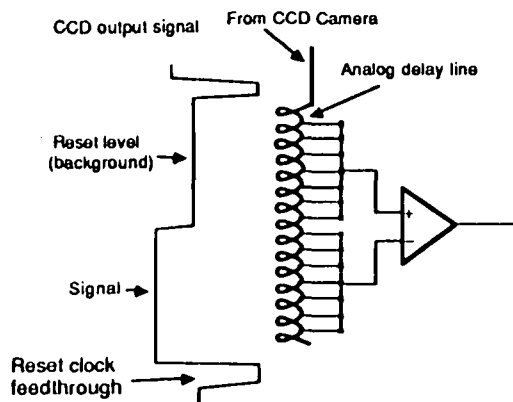 From CCD Camera
CCD output signal
Analog delay line
Reset level
(background)
+
−
Signal
Reset clock
feedthrough